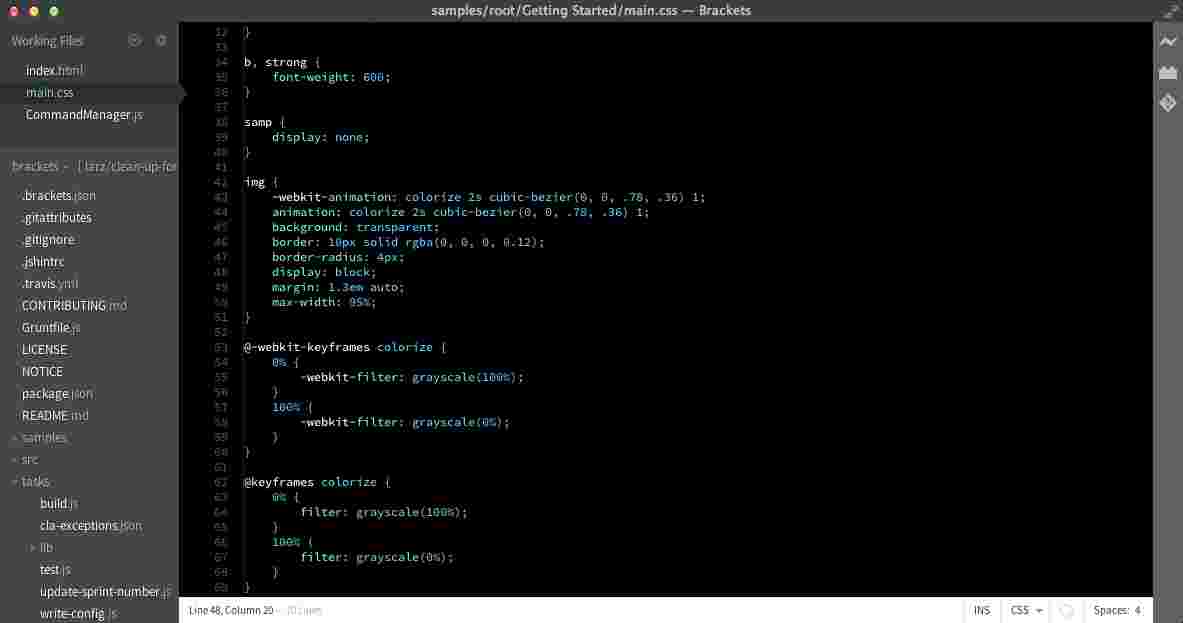 samples/root/Getting Started/main.css — Brackets
Working Files
index.html
main.css
CommandManager.js
brackets - [ larz/clean-up-for
.brackets.json
.gitattributes
.gitignore
.jshintrc
.travis.yml
CONTRIBUTING.md
Gruntfile.js
LICENSE
NOTICE
package.json
README.md
samples
src
tasks
build.js
cla-exceptions.json
lib
test.js
update-sprint-number.js
write-config.js
32 }
33
34 b, strong {
35 font-weight: 600;
36 }
37
38 samp {
39 display: none;
40 }
41
42 img {
43 -webkit-animation: colorize 2s cubic-bezier(0, 0, .78, .36) 1;
44 animation: colorize 2s cubic-bezier(0, 0, .78, .36) 1;
45 background: transparent;
46 border: 10px solid rgba(0, 0, 0, 0.12);
47 border-radius: 4px;
48 display: block;
49 margin: 1.3em auto;
50 max-width: 95%;
51 }
52
53 @-webkit-keyframes colorize {
54 0% {
55 -webkit-filter: grayscale(100%);
56 }
57 100% {
58 -webkit-filter: grayscale(0%);
59 }
60 }
61
62 @keyframes colorize {
63 0% {
64 filter: grayscale(100%);
65 }
66 100% {
67 filter: grayscale(0%);
68 }
69 }
Line 48, Column 20 — 70 Lines
INS
CSS
Spaces: 4